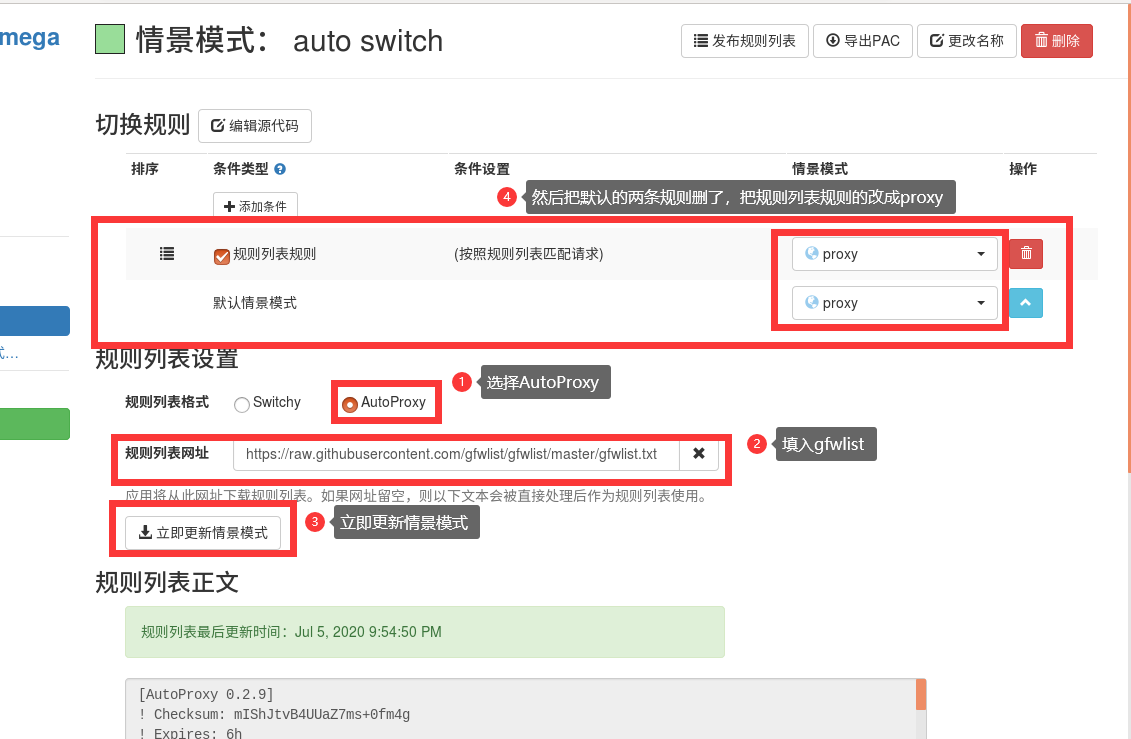 mega
情景模式： auto switch
发布规则列表
导出PAC
更改名称
删除
切换规则
编辑源代码
排序
条件类型
条件设置
情景模式
操作
添加条件
4 然后把默认的两条规则删了，把规则列表规则的改成proxy
规则列表规则
(按照规则列表匹配请求)
proxy
默认情景模式
proxy
规则列表设置
1 选择AutoProxy
规则列表格式
Switchy
AutoProxy
规则列表网址
https://raw.githubusercontent.com/gfwlist/gfwlist/master/gfwlist.txt
2 填入gfwlist
应用将从此网址下载规则列表。如果网址留空，则以下文本会被直接处理后作为规则列表使用。
立即更新情景模式
3 立即更新情景模式
规则列表正文
规则列表最后更新时间：Jul 5, 2020 9:54:50 PM
[AutoProxy 0.2.9]
! Checksum: mIShJtvB4UUaZ7ms+0fm4g
! Expires: 6h